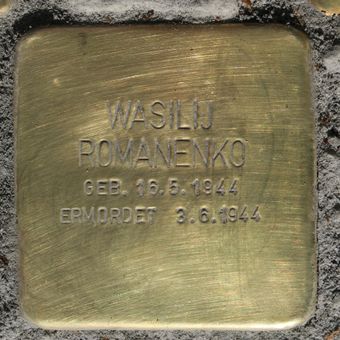 WASILIJ
ROMANENKO
GEB. 16.5.1944
ERMORDET 3.6.1944